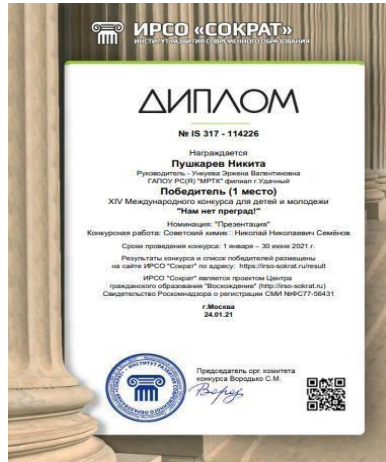 ИРСО «СОКРАТ»
ИНСТИТУТ РАЗВИТИЯ СОВРЕМЕННОГО ОБРАЗОВАНИЯ
ДИПЛОМ
№ IS 317 - 114226
Награждается
Пушкарев Никита
Руководитель - Ункуева Эржена Валентиновна
ГАПОУ РС(Я) "МРТК" филиал г.Удачный
Победитель (1 место)
XIV Международного конкурса для детей и молодежи
"Нам нет преград!"
Номинация: "Презентация"
Конкурсная работа: Советский химик Николай Николаевич Семёнов
Сроки проведения конкурса: 1 января – 30 июня 2021 г.
Результаты конкурса и список победителей размещены
на сайте ИРСО "Сократ" по адресу: https://irso-sokrat.ru/result
ИРСО "Сократ" является проектом Центра
гражданского образования "Восхождение" (http://irso-sokrat.ru)
Свидетельство Роскомнадзора о регистрации СМИ №ФС77-56431
г.Москва
24.01.21
Председатель орг. комитета
конкурса Вородько С.М.